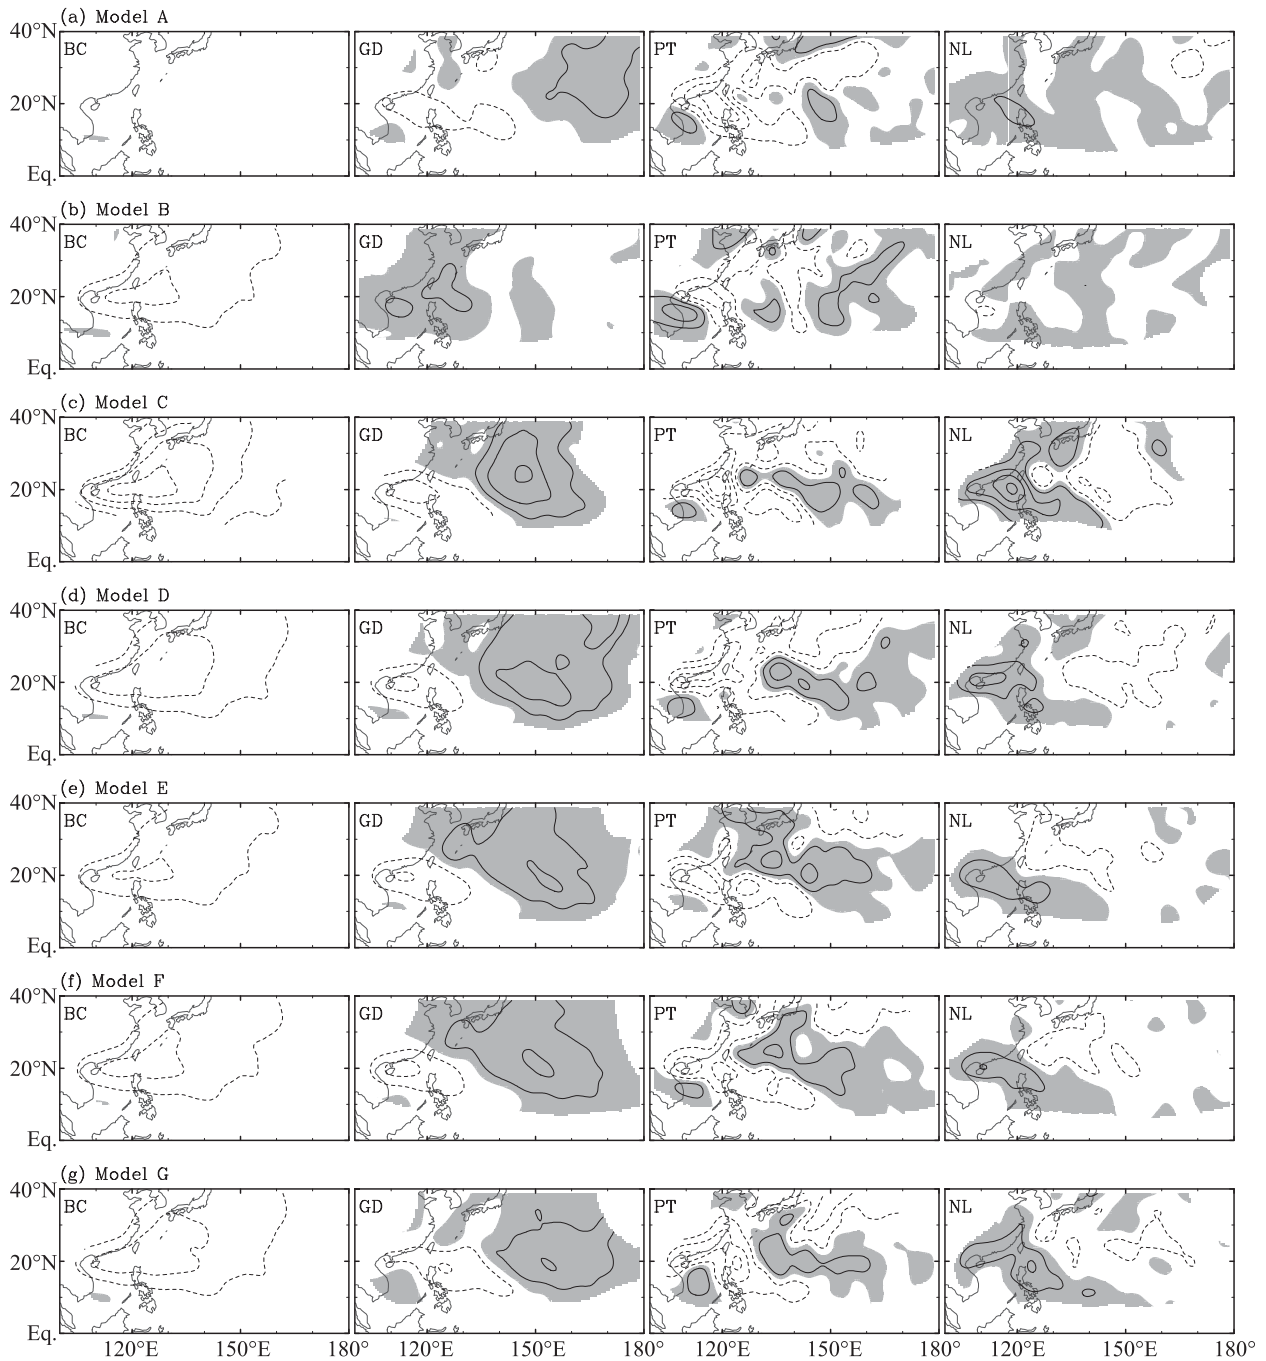 (a) Model A
40°N
20°N
Eq.
BC
GD
PT
NL
(b) Model B
40°N
20°N
Eq.
BC
GD
PT
NL
(c) Model C
40°N
20°N
Eq.
BC
GD
PT
NL
(d) Model D
40°N
20°N
Eq.
BC
GD
PT
NL
(e) Model E
40°N
20°N
Eq.
BC
GD
PT
NL
(f) Model F
40°N
20°N
Eq.
BC
GD
PT
NL
(g) Model G
40°N
20°N
Eq.
BC
GD
PT
NL
120°E 150°E 180° 120°E 150°E 180° 120°E 150°E 180° 120°E 150°E 180°